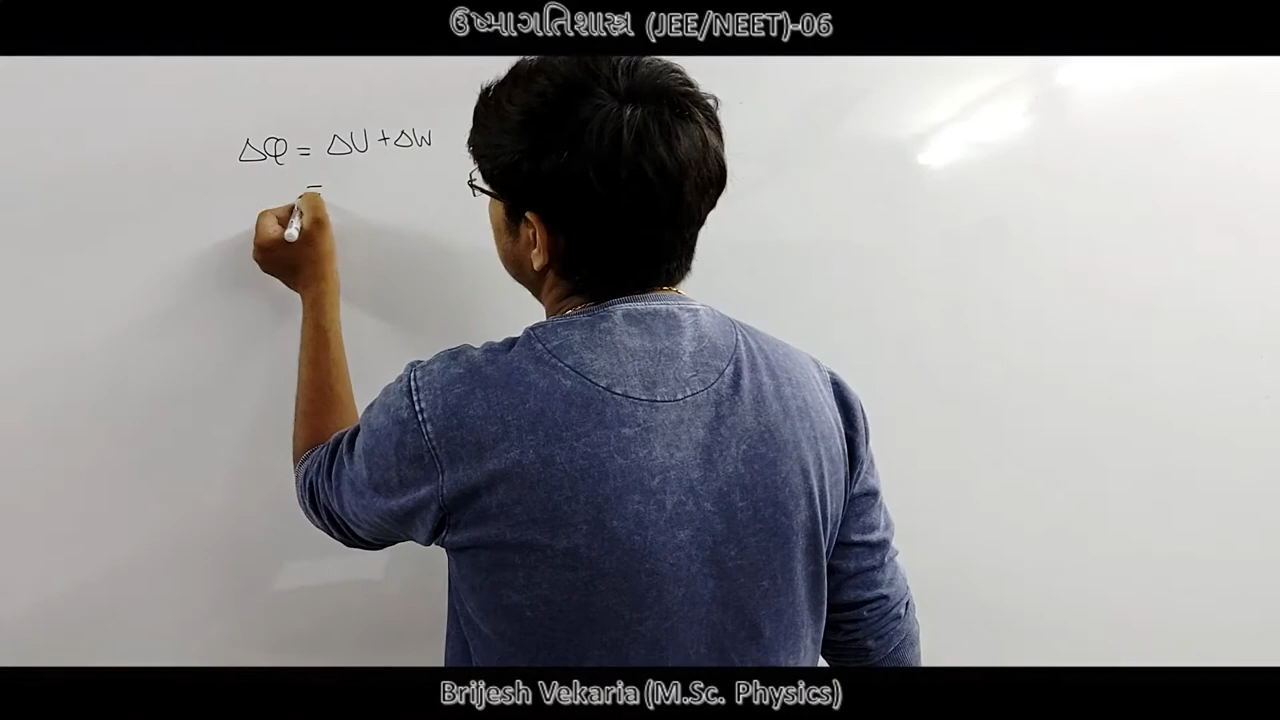 ઉષ્માગતિશાસ્ત્ર (JEE/NEET)-06
ΔQ = ΔU + ΔW
=
Brijesh Vekaria (M.Sc. Physics)